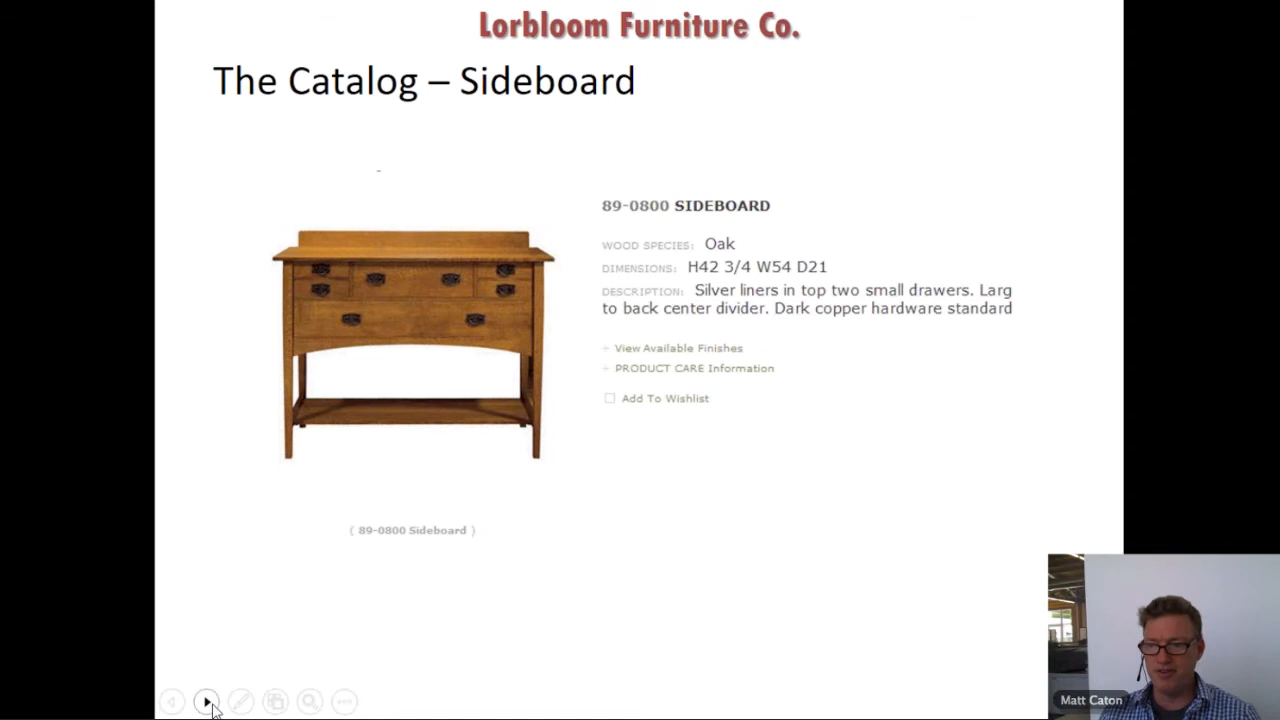 Lorbloom Furniture Co.
The Catalog – Sideboard
89-0800 SIDEBOARD
WOOD SPECIES: Oak
DIMENSIONS: H42 3/4 W54 D21
DESCRIPTION: Silver liners in top two small drawers. Larg
to back center divider. Dark copper hardware standard
+ View Available Finishes
+ PRODUCT CARE Information
Add To Wishlist
( 89-0800 Sideboard )
Matt Caton